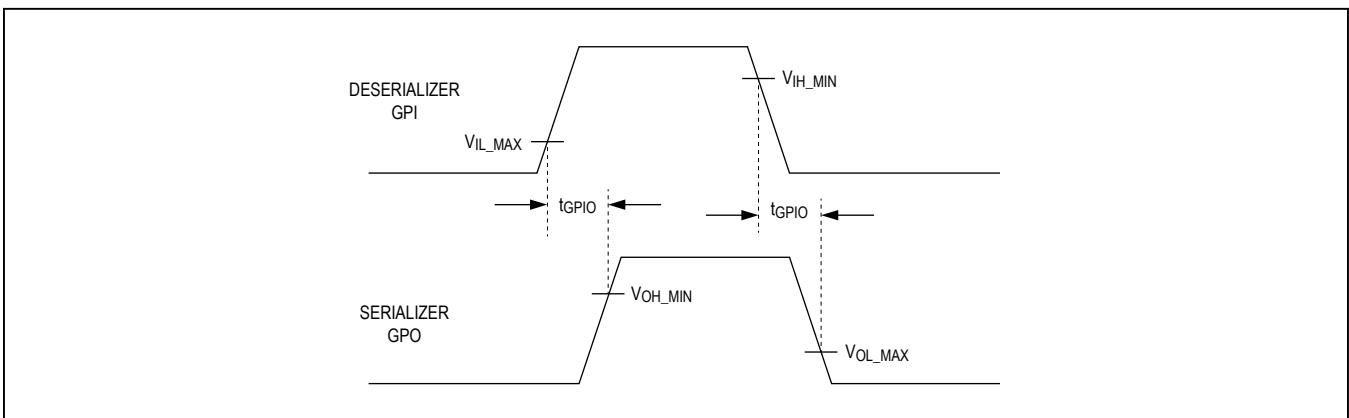 DESERIALIZER
GPI
VIH_MIN
VIL_MAX
tGPIO
tGPIO
SERIALIZER
GPO
VOH_MIN
VOL_MAX